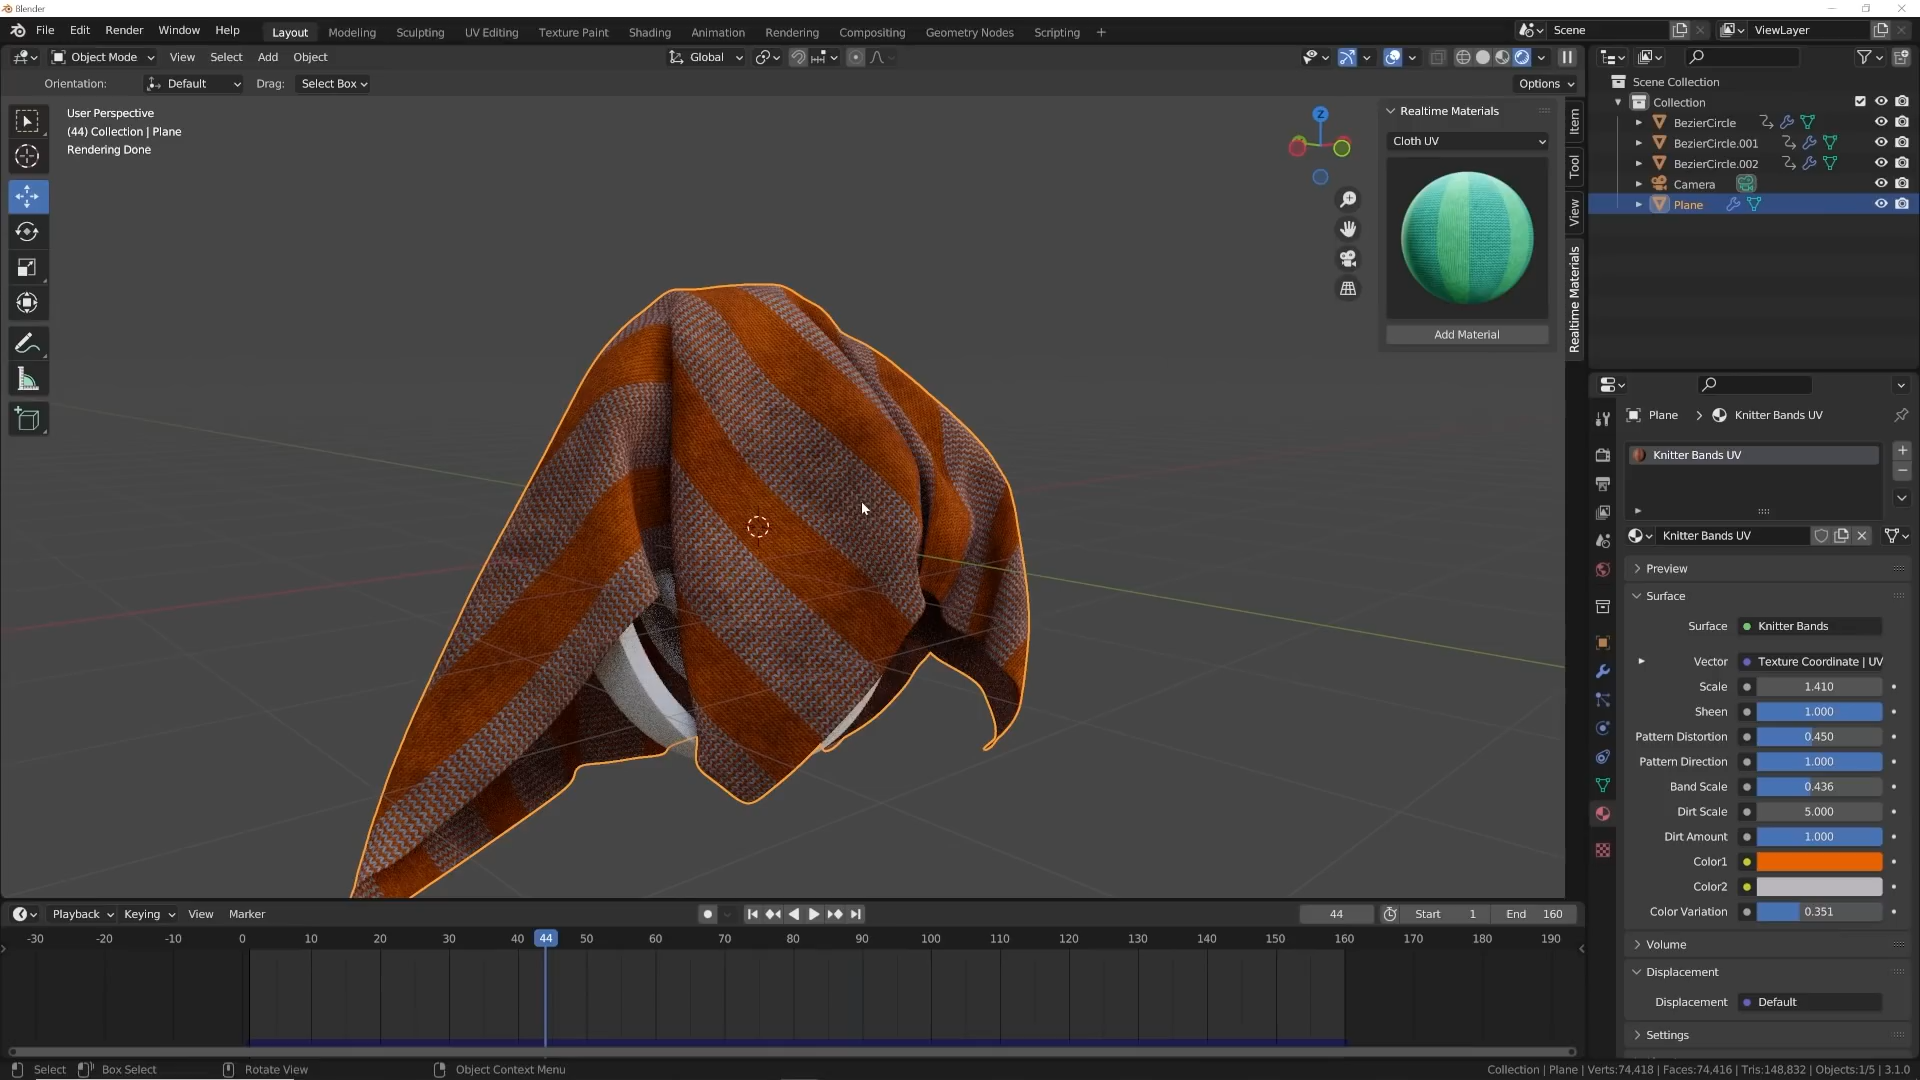 Blender
File Edit Render Window Help Layout Modeling Sculpting UV Editing Texture Paint Shading Animation Rendering Compositing Geometry Nodes Scripting + Scene ViewLayer
Object Mode View Select Add Object Global
Orientation: Default Drag: Select Box Options
User Perspective
(44) Collection | Plane
Rendering Done
Z
Realtime Materials
Cloth UV
Add Material
Item
Tool
View
Realtime Materials
Scene Collection
Collection
BezierCircle
BezierCircle.001
BezierCircle.002
Camera
Plane
Plane > Knitter Bands UV
Knitter Bands UV
Knitter Bands UV
Preview
Surface
Surface Knitter Bands
Vector Texture Coordinate | UV
Scale 1.410
Sheen 1.000
Pattern Distortion 0.450
Pattern Direction 1.000
Band Scale 0.436
Dirt Scale 5.000
Dirt Amount 1.000
Color1
Color2
Color Variation 0.351
Volume
Displacement
Displacement Default
Settings
Playback Keying View Marker 44 Start 1 End 160
-30 -20 -10 0 10 20 30 40 44 50 60 70 80 90 100 110 120 130 140 150 160 170 180 190
Select Box Select Rotate View Object Context Menu Collection | Plane | Verts:74,418 | Faces:74,416 | Tris:148,832 | Objects:1/5 | 3.1.0